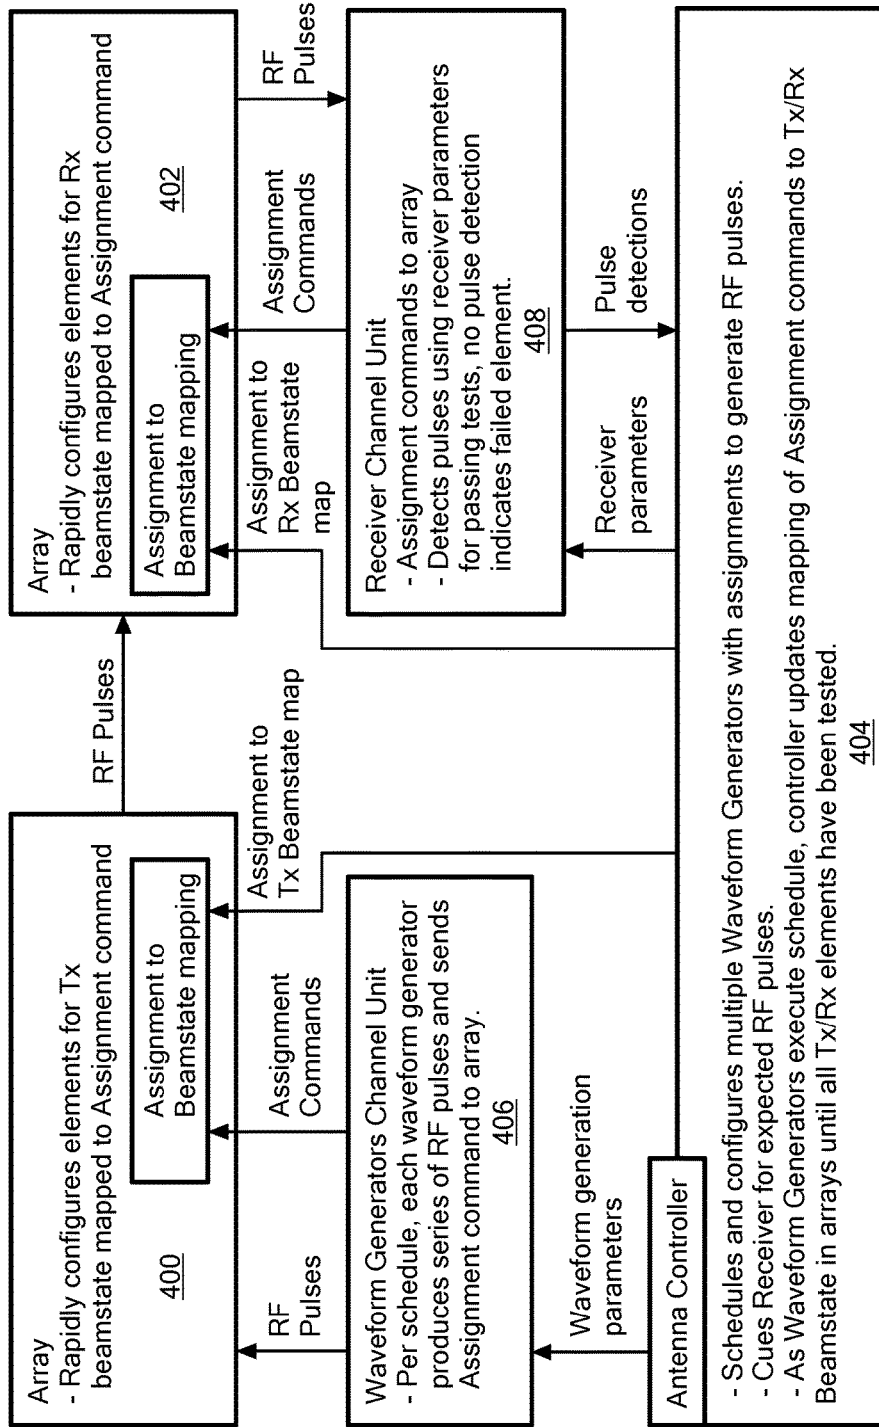 Array
- Rapidly configures elements for Tx
beamstate mapped to Assignment command
400
Assignment to
Beamstate mapping
RF Pulses
Array
- Rapidly configures elements for Rx
beamstate mapped to Assignment command
402
Assignment to
Beamstate mapping
RF
Pulses
Assignment
Commands
Assignment to
Tx Beamstate map
Assignment to
Rx Beamstate
map
Assignment
Commands
RF
Pulses
Waveform Generators Channel Unit
- Per schedule, each waveform generator
produces series of RF pulses and sends
Assignment command to array.
406
Receiver Channel Unit
- Assignment commands to array
- Detects pulses using receiver parameters
for passing tests, no pulse detection
indicates failed element.
408
Waveform generation
parameters
Receiver
parameters
Pulse
detections
Antenna Controller
- Schedules and configures multiple Waveform Generators with assignments to generate RF pulses.
- Cues Receiver for expected RF pulses.
- As Waveform Generators execute schedule, controller updates mapping of Assignment commands to Tx/Rx
Beamstate in arrays until all Tx/Rx elements have been tested.
404